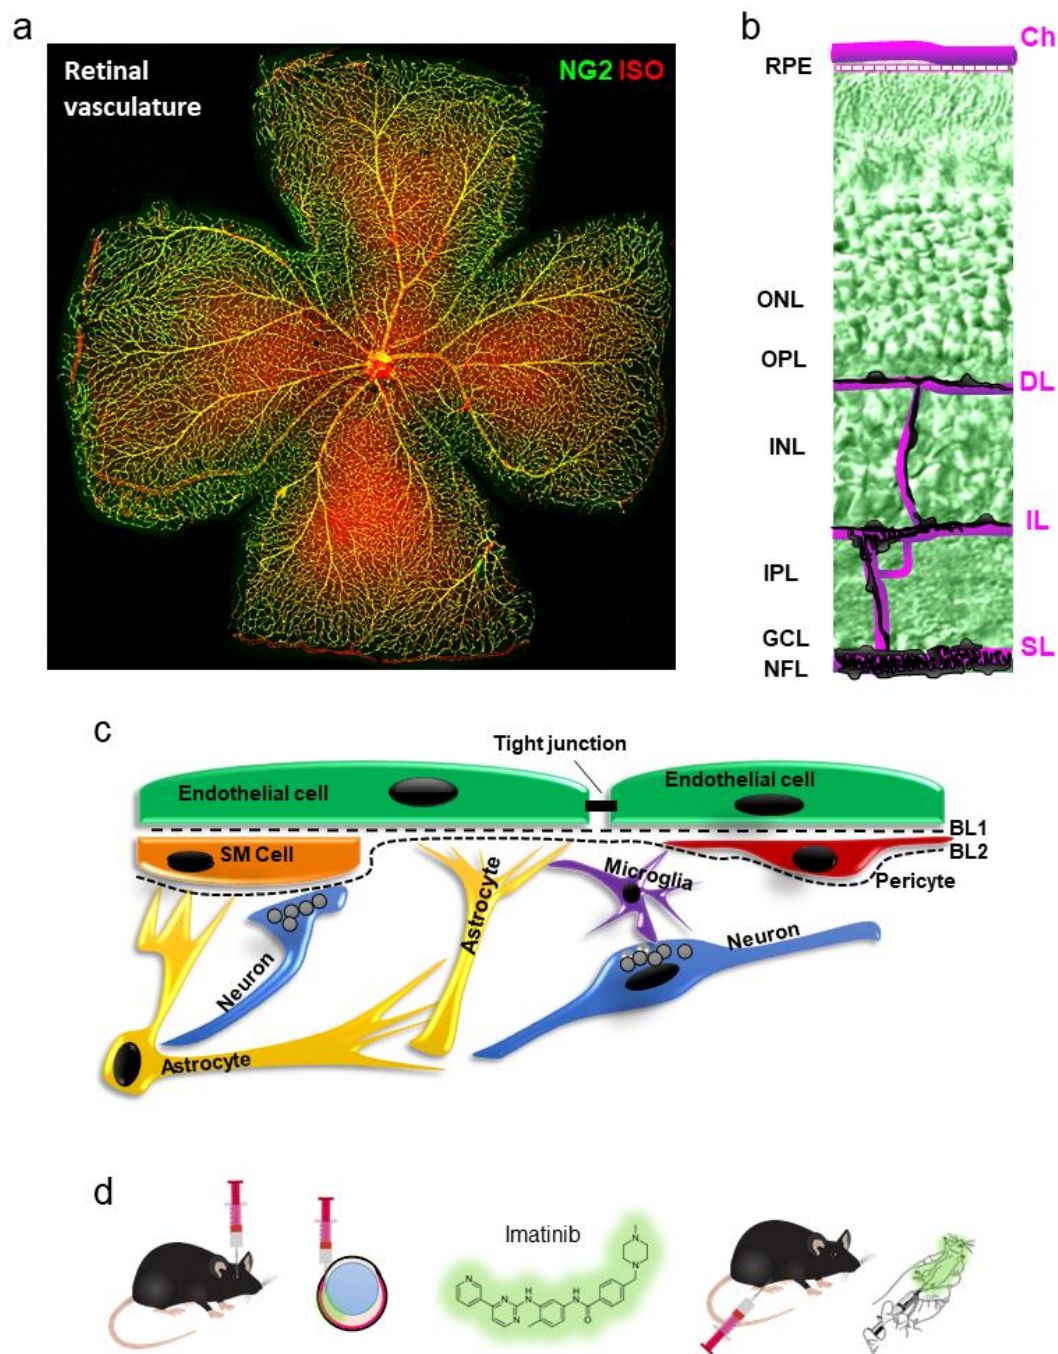 a
Retinal
vasculature
NG2 ISO
b
Ch
RPE
ONL
OPL
DL
INL
IL
IPL
GCL
SL
NFL
c
Tight junction
Endothelial cell
Endothelial cell
BL1
SM Cell
BL2
Astrocyte
Microglia
Pericyte
Neuron
Neuron
Astrocyte
d
Imatinib
N
N
N
N
H
N
H
O
N
N